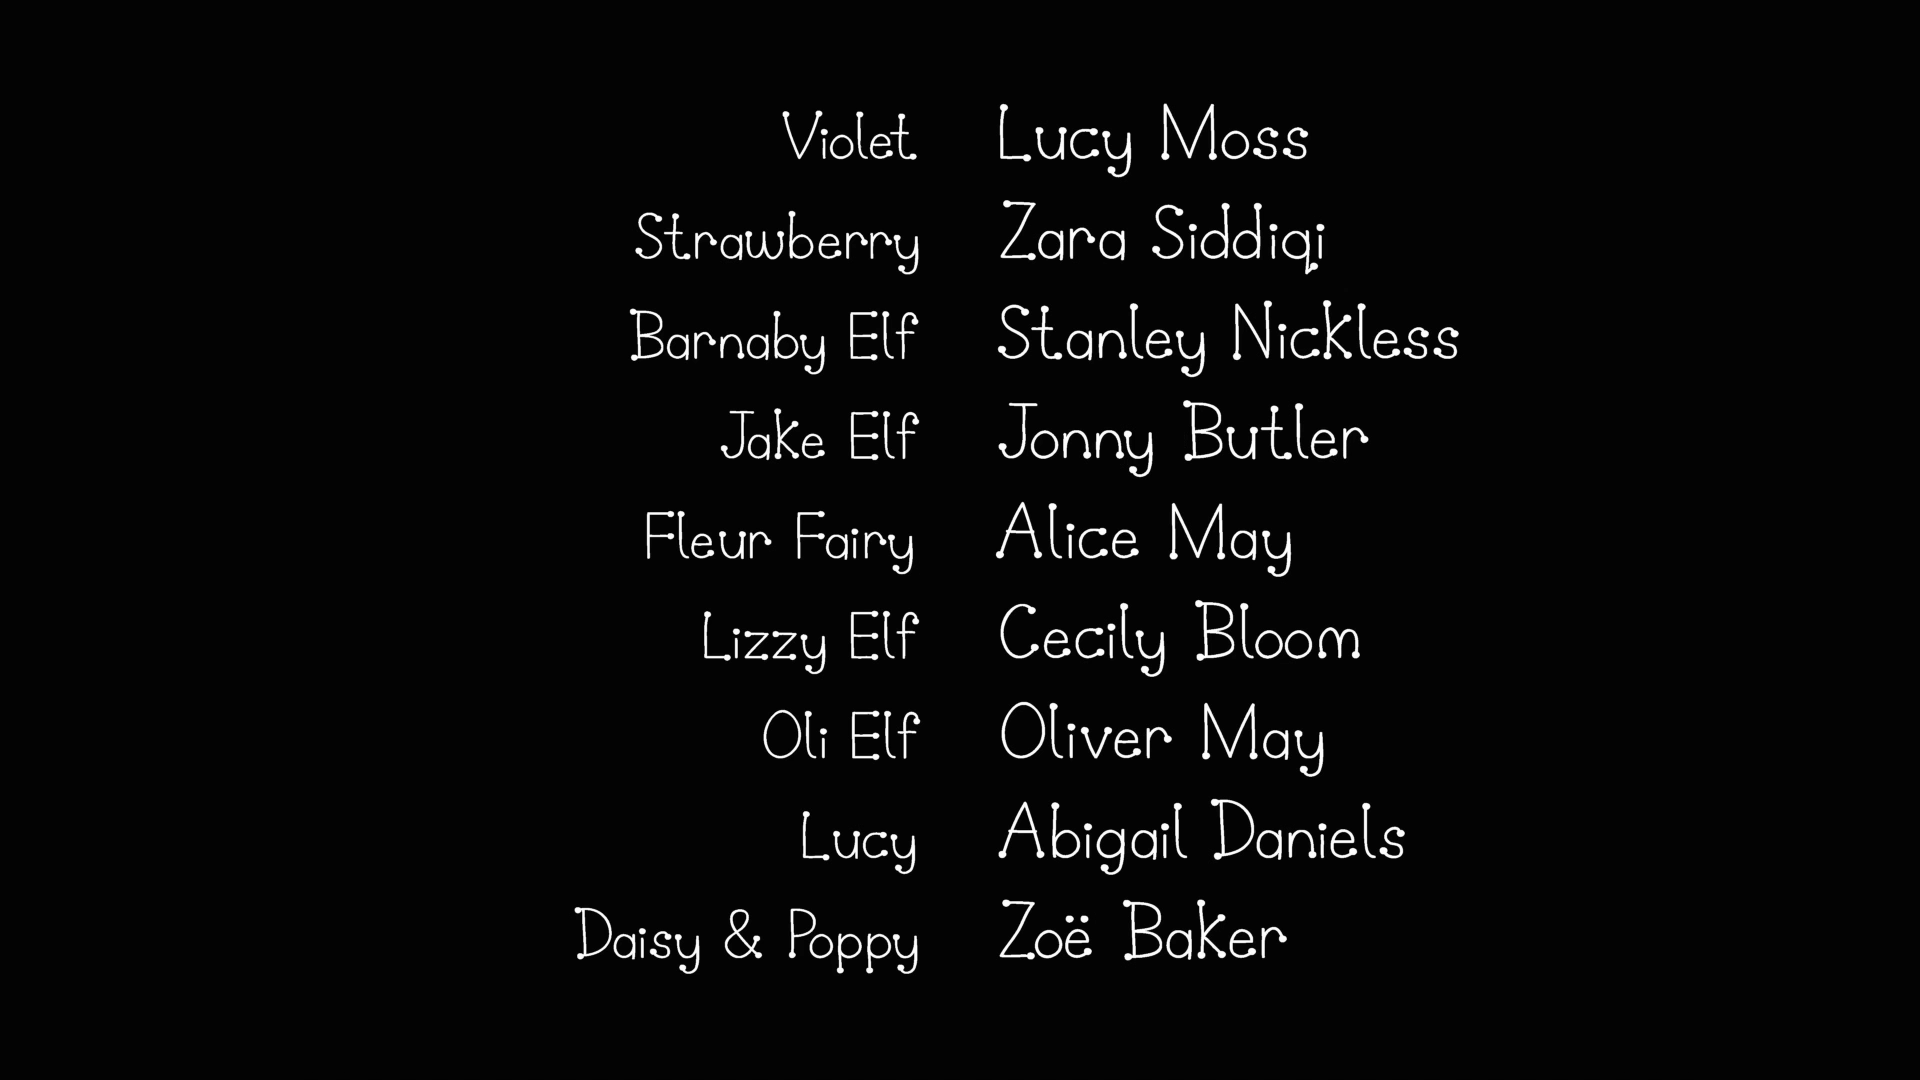 Violet Lucy Moss
Strawberry Zara Siddiqi
Barnaby Elf Stanley Nickless
Jake Elf Jonny Butler
Fleur Fairy Alice May
Lizzy Elf Cecily Bloom
Oli Elf Oliver May
Lucy Abigail Daniels
Daisy & Poppy Zoë Baker